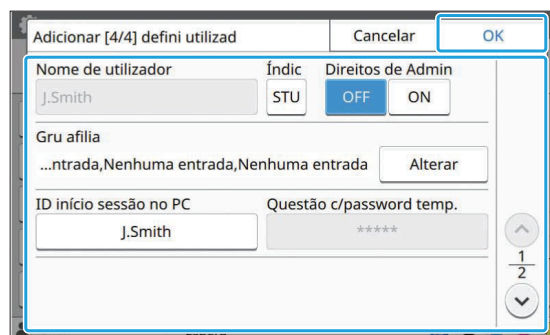 Adicionar [4/4] defini utilizad
Cancelar
OK
Nome de utilizador
Índic
Direitos de Admin
J.Smith
STU
OFF
ON
Gru afilia
...ntrada,Nenhuma entrada,Nenhuma entrada
Alterar
ID início sessão no PC
Questão c/password temp.
J.Smith
*****
1
2